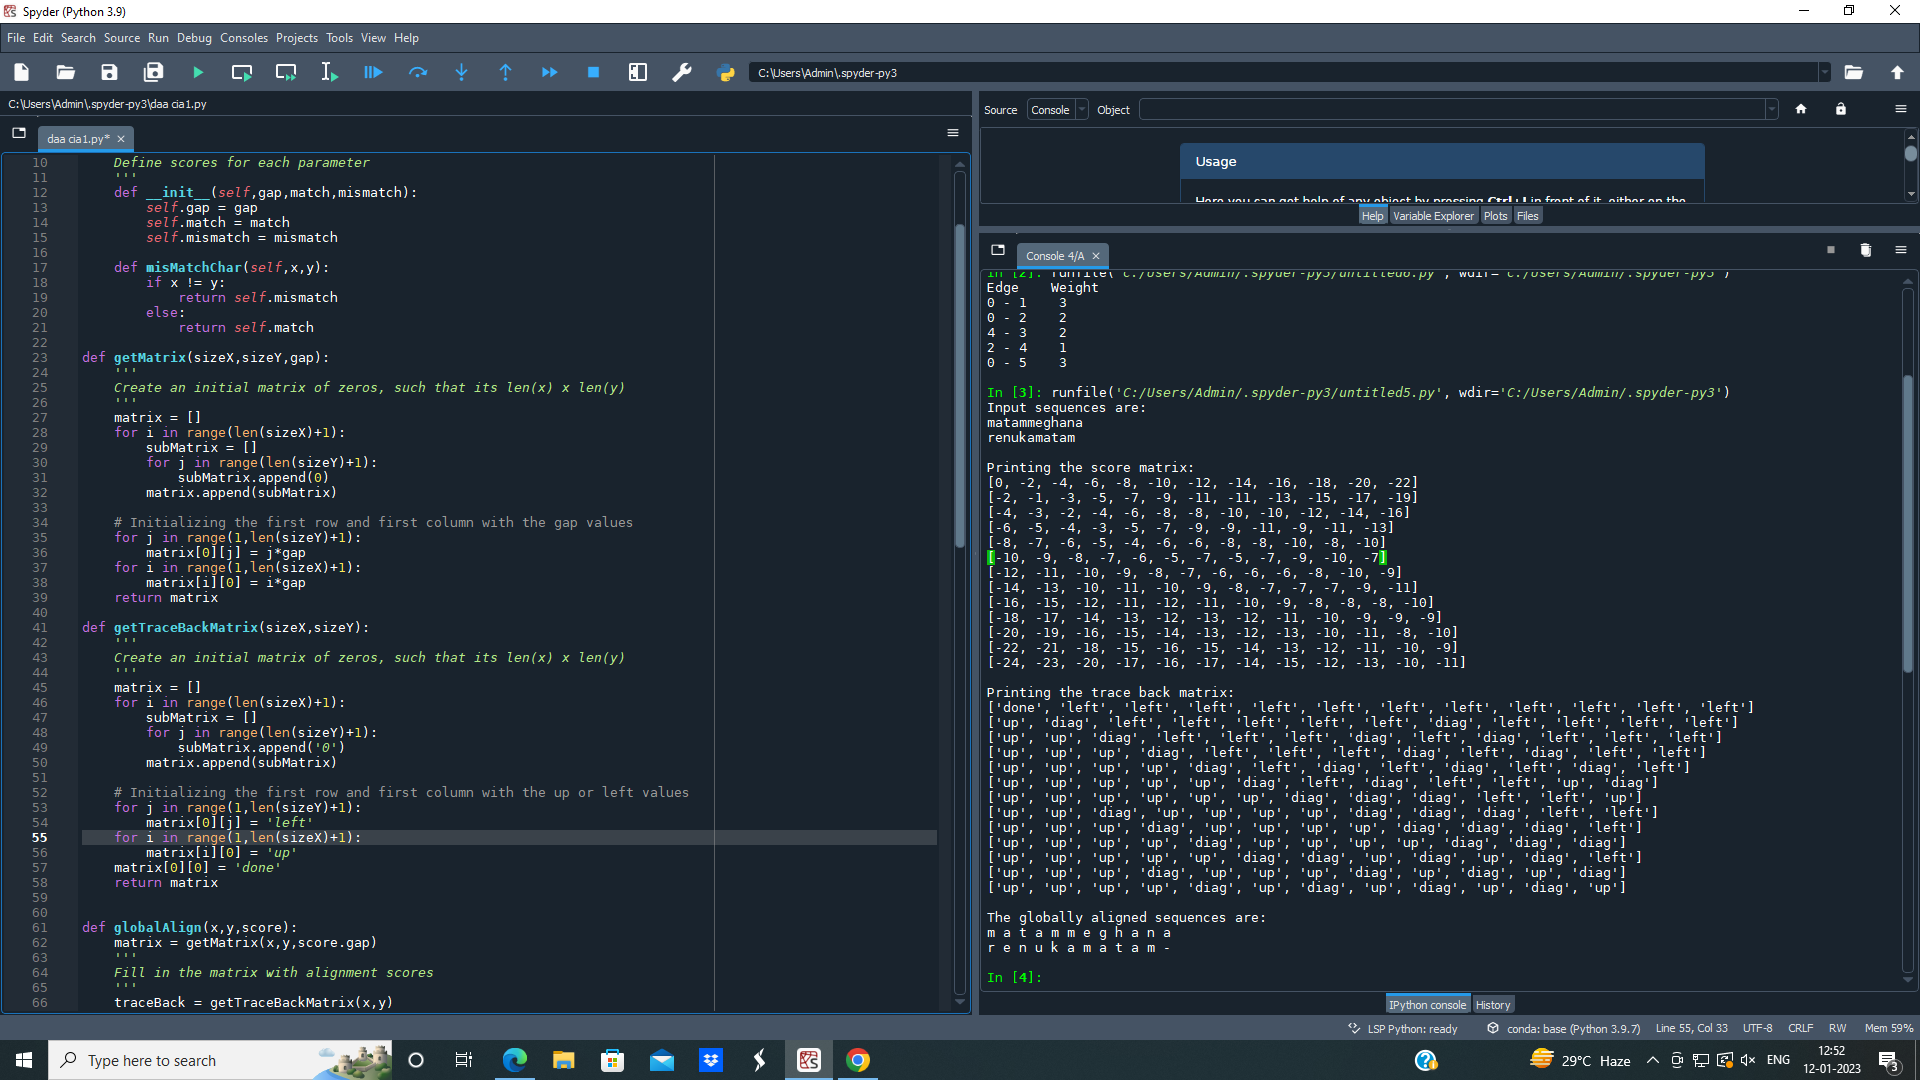 Spyder (Python 3.9)
File Edit Search Source Run Debug Consoles Projects Tools View Help
C:\Users\Admin\.spyder-py3
C:\Users\Admin\.spyder-py3\daa cia1.py
daa cia1.py*
10 Define scores for each parameter
11 '''
12 def __init__(self,gap,match,mismatch):
13 self.gap = gap
14 self.match = match
15 self.mismatch = mismatch
16
17 def misMatchChar(self,x,y):
18 if x != y:
19 return self.mismatch
20 else:
21 return self.match
22
23 def getMatrix(sizeX,sizeY,gap):
24 '''
25 Create an initial matrix of zeros, such that its len(x) x len(y)
26 '''
27 matrix = []
28 for i in range(len(sizeX)+1):
29 subMatrix = []
30 for j in range(len(sizeY)+1):
31 subMatrix.append(0)
32 matrix.append(subMatrix)
33
34 # Initializing the first row and first column with the gap values
35 for j in range(1,len(sizeY)+1):
36 matrix[0][j] = j*gap
37 for i in range(1,len(sizeX)+1):
38 matrix[i][0] = i*gap
39 return matrix
40
41 def getTraceBackMatrix(sizeX,sizeY):
42 '''
43 Create an initial matrix of zeros, such that its len(x) x len(y)
44 '''
45 matrix = []
46 for i in range(len(sizeX)+1):
47 subMatrix = []
48 for j in range(len(sizeY)+1):
49 subMatrix.append('0')
50 matrix.append(subMatrix)
51
52 # Initializing the first row and first column with the up or left values
53 for j in range(1,len(sizeY)+1):
54 matrix[0][j] = 'left'
55 for i in range(1,len(sizeX)+1):
56 matrix[i][0] = 'up'
57 matrix[0][0] = 'done'
58 return matrix
59
60
61 def globalAlign(x,y,score):
62 matrix = getMatrix(x,y,score.gap)
63 '''
64 Fill in the matrix with alignment scores
65 '''
66 traceBack = getTraceBackMatrix(x,y)
Source Console Object
Usage
Here you can get help of any object by pressing Ctrl+I in front of it, either on the
Help Variable Explorer Plots Files
Console 4/A
In [2]: runfile('C:/Users/Admin/.spyder-py3/untitled6.py', wdir='C:/Users/Admin/.spyder-py3')
Edge Weight
0 - 1 3
0 - 2 2
4 - 3 2
2 - 4 1
0 - 5 3
In [3]: runfile('C:/Users/Admin/.spyder-py3/untitled5.py', wdir='C:/Users/Admin/.spyder-py3')
Input sequences are:
matammeghana
renukamatam
Printing the score matrix:
[0, -2, -4, -6, -8, -10, -12, -14, -16, -18, -20, -22]
[-2, -1, -3, -5, -7, -9, -11, -11, -13, -15, -17, -19]
[-4, -3, -2, -4, -6, -8, -8, -10, -10, -12, -14, -16]
[-6, -5, -4, -3, -5, -7, -9, -9, -11, -9, -11, -13]
[-8, -7, -6, -5, -4, -6, -6, -8, -8, -10, -8, -10]
[-10, -9, -8, -7, -6, -5, -7, -5, -7, -9, -10, -7]
[-12, -11, -10, -9, -8, -7, -6, -6, -6, -8, -10, -9]
[-14, -13, -10, -11, -10, -9, -8, -7, -7, -7, -9, -11]
[-16, -15, -12, -11, -12, -11, -10, -9, -8, -8, -8, -10]
[-18, -17, -14, -13, -12, -13, -12, -11, -10, -9, -9, -9]
[-20, -19, -16, -15, -14, -13, -12, -13, -10, -11, -8, -10]
[-22, -21, -18, -15, -16, -15, -14, -13, -12, -11, -10, -9]
[-24, -23, -20, -17, -16, -17, -14, -15, -12, -13, -10, -11]
Printing the trace back matrix:
['done', 'left', 'left', 'left', 'left', 'left', 'left', 'left', 'left', 'left', 'left', 'left']
['up', 'diag', 'left', 'left', 'left', 'left', 'left', 'diag', 'left', 'left', 'left', 'left']
['up', 'up', 'diag', 'left', 'left', 'left', 'diag', 'left', 'diag', 'left', 'left', 'left']
['up', 'up', 'up', 'diag', 'left', 'left', 'left', 'diag', 'left', 'diag', 'left', 'left']
['up', 'up', 'up', 'up', 'diag', 'left', 'diag', 'left', 'diag', 'left', 'diag', 'left']
['up', 'up', 'up', 'up', 'up', 'diag', 'left', 'diag', 'left', 'left', 'up', 'diag']
['up', 'up', 'up', 'up', 'up', 'up', 'diag', 'diag', 'diag', 'left', 'left', 'up']
['up', 'up', 'diag', 'up', 'up', 'up', 'up', 'diag', 'diag', 'diag', 'left', 'left']
['up', 'up', 'up', 'diag', 'up', 'up', 'up', 'up', 'diag', 'diag', 'diag', 'left']
['up', 'up', 'up', 'up', 'diag', 'up', 'up', 'up', 'up', 'diag', 'diag', 'diag']
['up', 'up', 'up', 'up', 'up', 'diag', 'diag', 'up', 'diag', 'up', 'diag', 'left']
['up', 'up', 'up', 'diag', 'up', 'up', 'up', 'diag', 'up', 'diag', 'up', 'diag']
['up', 'up', 'up', 'up', 'diag', 'up', 'diag', 'up', 'diag', 'up', 'diag', 'up']
The globally aligned sequences are:
m a t a m m e g h a n a
r e n u k a m a t a m -
In [4]:
IPython console History
LSP Python: ready conda: base (Python 3.9.7) Line 55, Col 33 UTF-8 CRLF RW Mem 59%
Type here to search
29°C Haze
ENG
12:52
12-01-2023
3